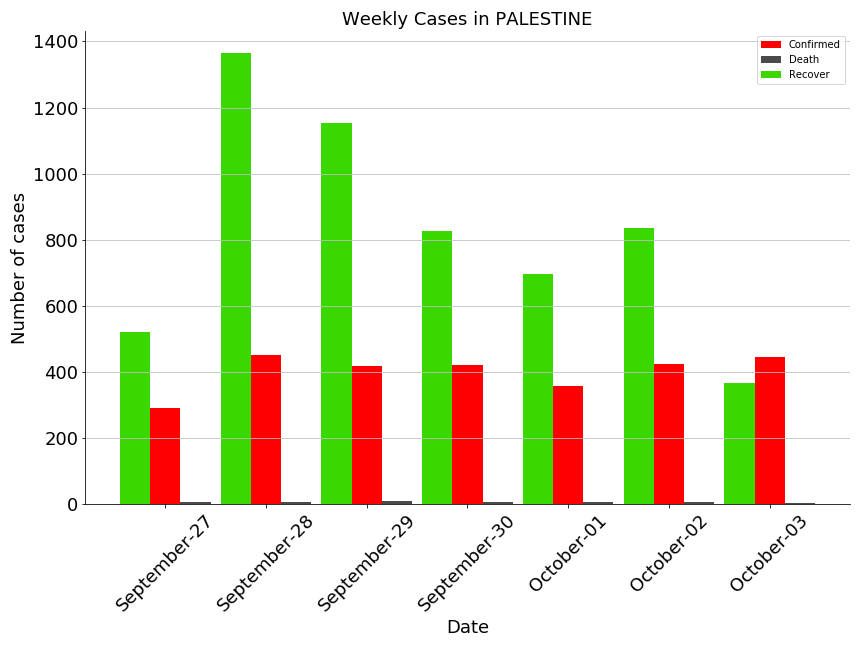 Weekly Cases in PALESTINE
Confirmed
Death
Recover
Number of cases
1400
1200
1000
800
600
400
200
0
September-27
September-28
September-29
September-30
October-01
October-02
October-03
Date